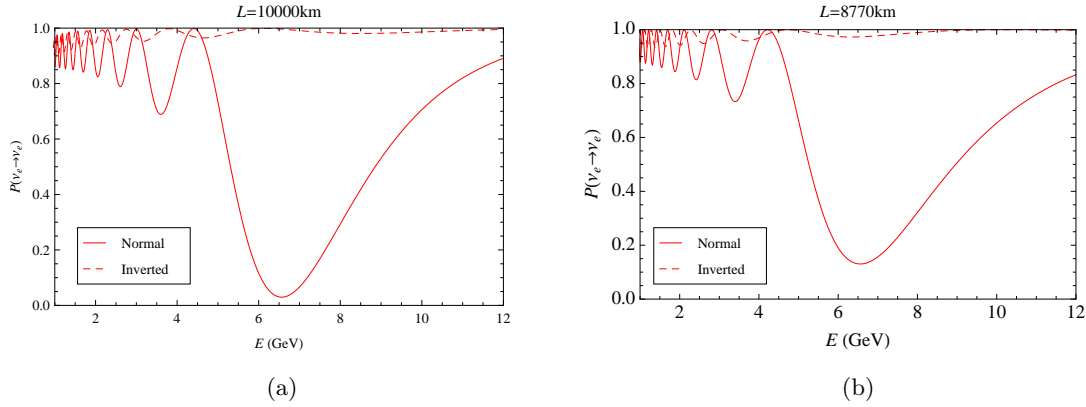 L=10000km
1.0
0.8
0.6
0.4
0.2
0.0
P(νe→νe)
Normal
Inverted
2 4 6 8 10 12
E (GeV)
(a)
L=8770km
1.0
0.8
0.6
0.4
0.2
0.0
P(νe→νe)
Normal
Inverted
2 4 6 8 10 12
E (GeV)
(b)